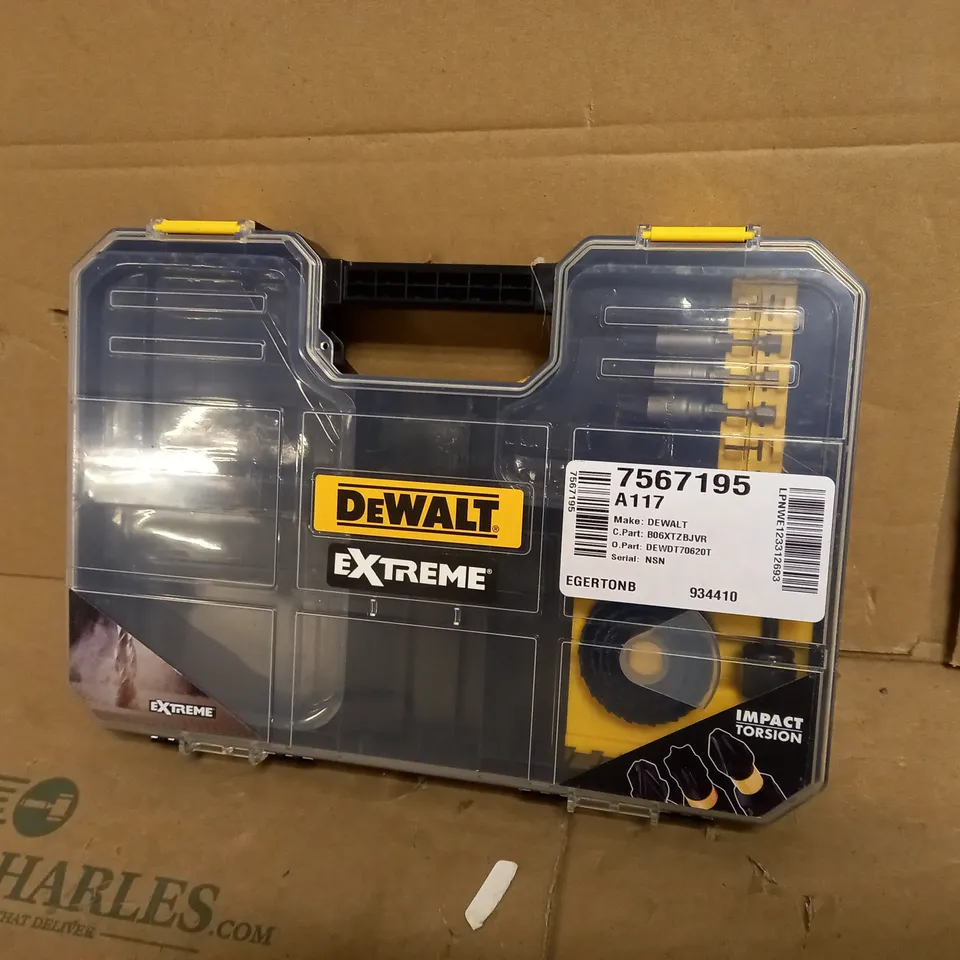 DEWALT
EXTREME
7567195
7567195
A117
Make: DEWALT
C.Part: B06XTZBJVR
O.Part: DEWDT70620T
Serial: NSN
EGERTONB 934410
LPNWE123312693
EXTREME
IMPACT
TORSION
HARLES.COM
HAT DELIVER